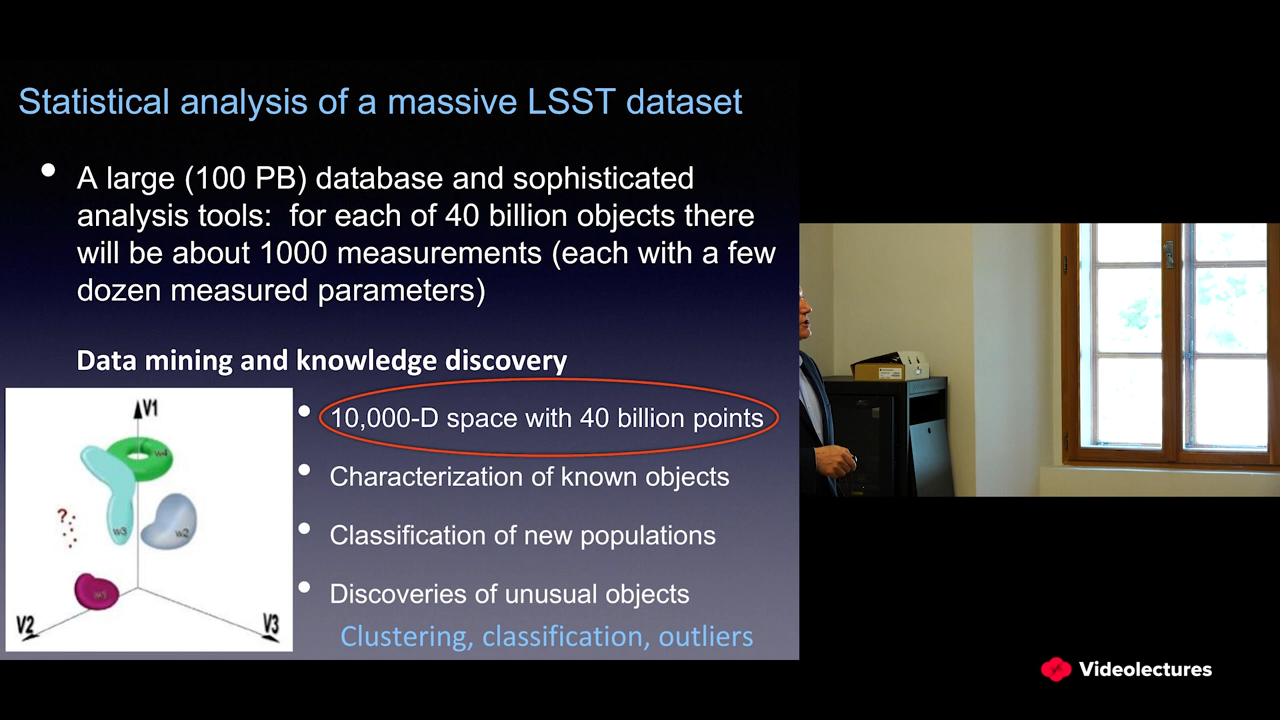 Statistical analysis of a massive LSST dataset
• A large (100 PB) database and sophisticated
analysis tools: for each of 40 billion objects there
will be about 1000 measurements (each with a few
dozen measured parameters)
Data mining and knowledge discovery
• 10,000-D space with 40 billion points
• Characterization of known objects
• Classification of new populations
• Discoveries of unusual objects
Clustering, classification, outliers
V1
w4
?
w3
w2
V2
V3
Videolectures